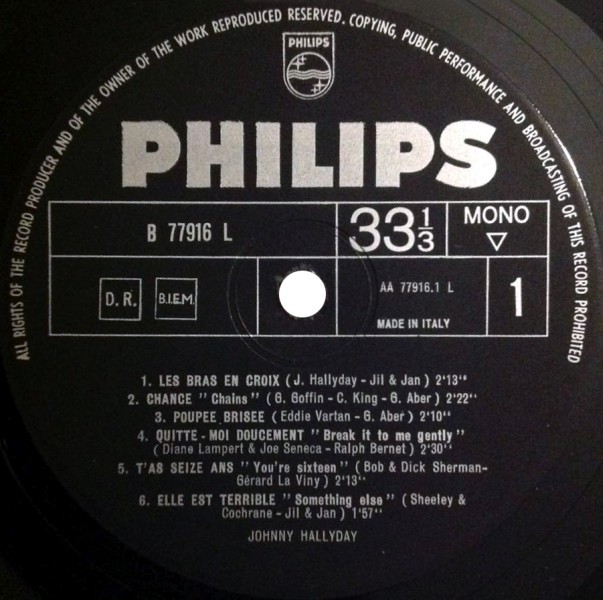 ALL RIGHTS OF THE RECORD PRODUCER AND OF THE OWNER OF THE WORK REPRODUCED RESERVED. COPYING, PUBLIC PERFORMANCE AND BROADCASTING OF THIS RECORD PROHIBITED
PHILIPS
PHILIPS
B 77916 L
33 1/3
MONO
D.R.
B.I.E.M.
AA 77916.1 L
MADE IN ITALY
1
1. LES BRAS EN CROIX (J. Hallyday - Jil & Jan) 2'13''
2. CHANCE "Chains" (G. Goffin - C. King - G. Aber) 2'22''
3. POUPEE BRISEE (Eddie Vartan - G. Aber) 2'10''
4. QUITTE - MOI DOUCEMENT "Break it to me gently"
(Diane Lampert & Joe Seneca - Ralph Bernet) 2'30''
5. T'AS SEIZE ANS "You're sixteen" (Bob & Dick Sherman-
Gérard La Viny) 2'13''
6. ELLE EST TERRIBLE "Something else" (Sheeley &
Cochrane - Jil & Jan) 1'57''
JOHNNY HALLYDAY